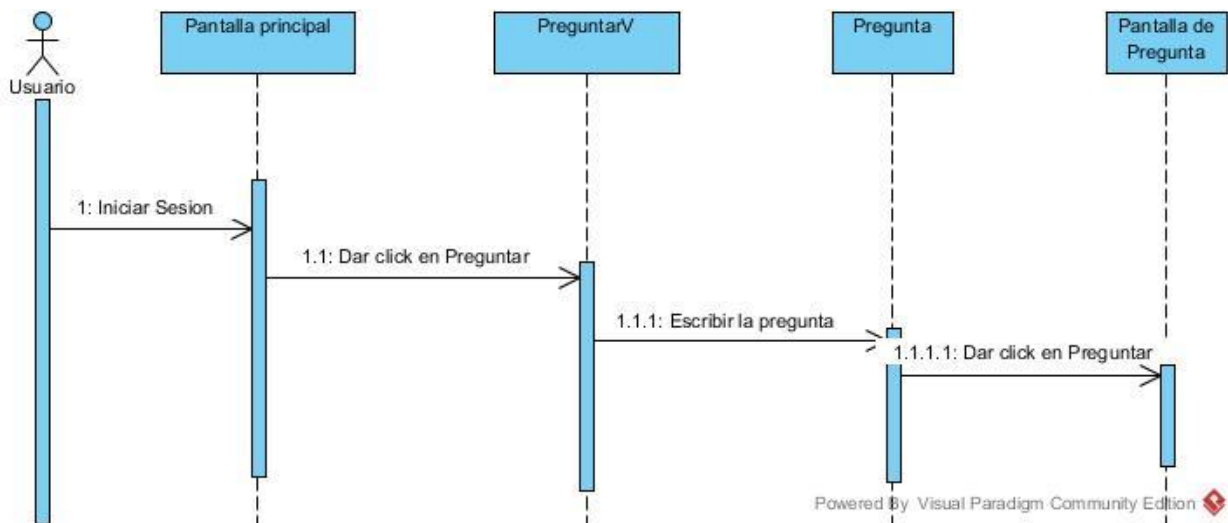 Usuario
Pantalla principal
PreguntarV
Pregunta
Pantalla de
Pregunta
1: Iniciar Sesion
1.1: Dar click en Preguntar
1.1.1: Escribir la pregunta
1.1.1.1: Dar click en Preguntar
Powered By Visual Paradigm Community Edition